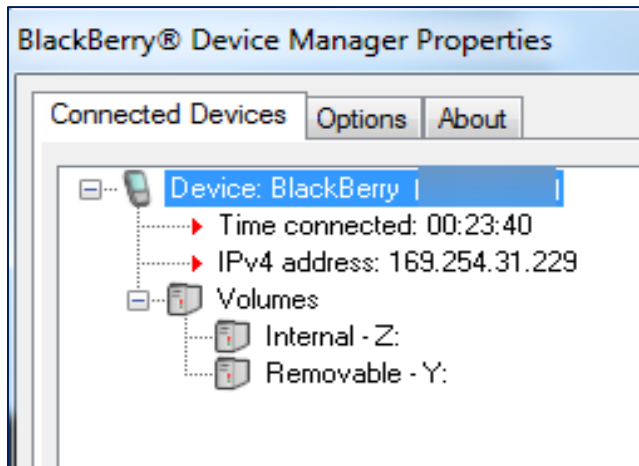 BlackBerry® Device Manager Properties
Connected Devices Options About
Device: BlackBerry (
Time connected: 00:23:40
IPv4 address: 169.254.31.229
Volumes
Internal - Z:
Removable - Y: